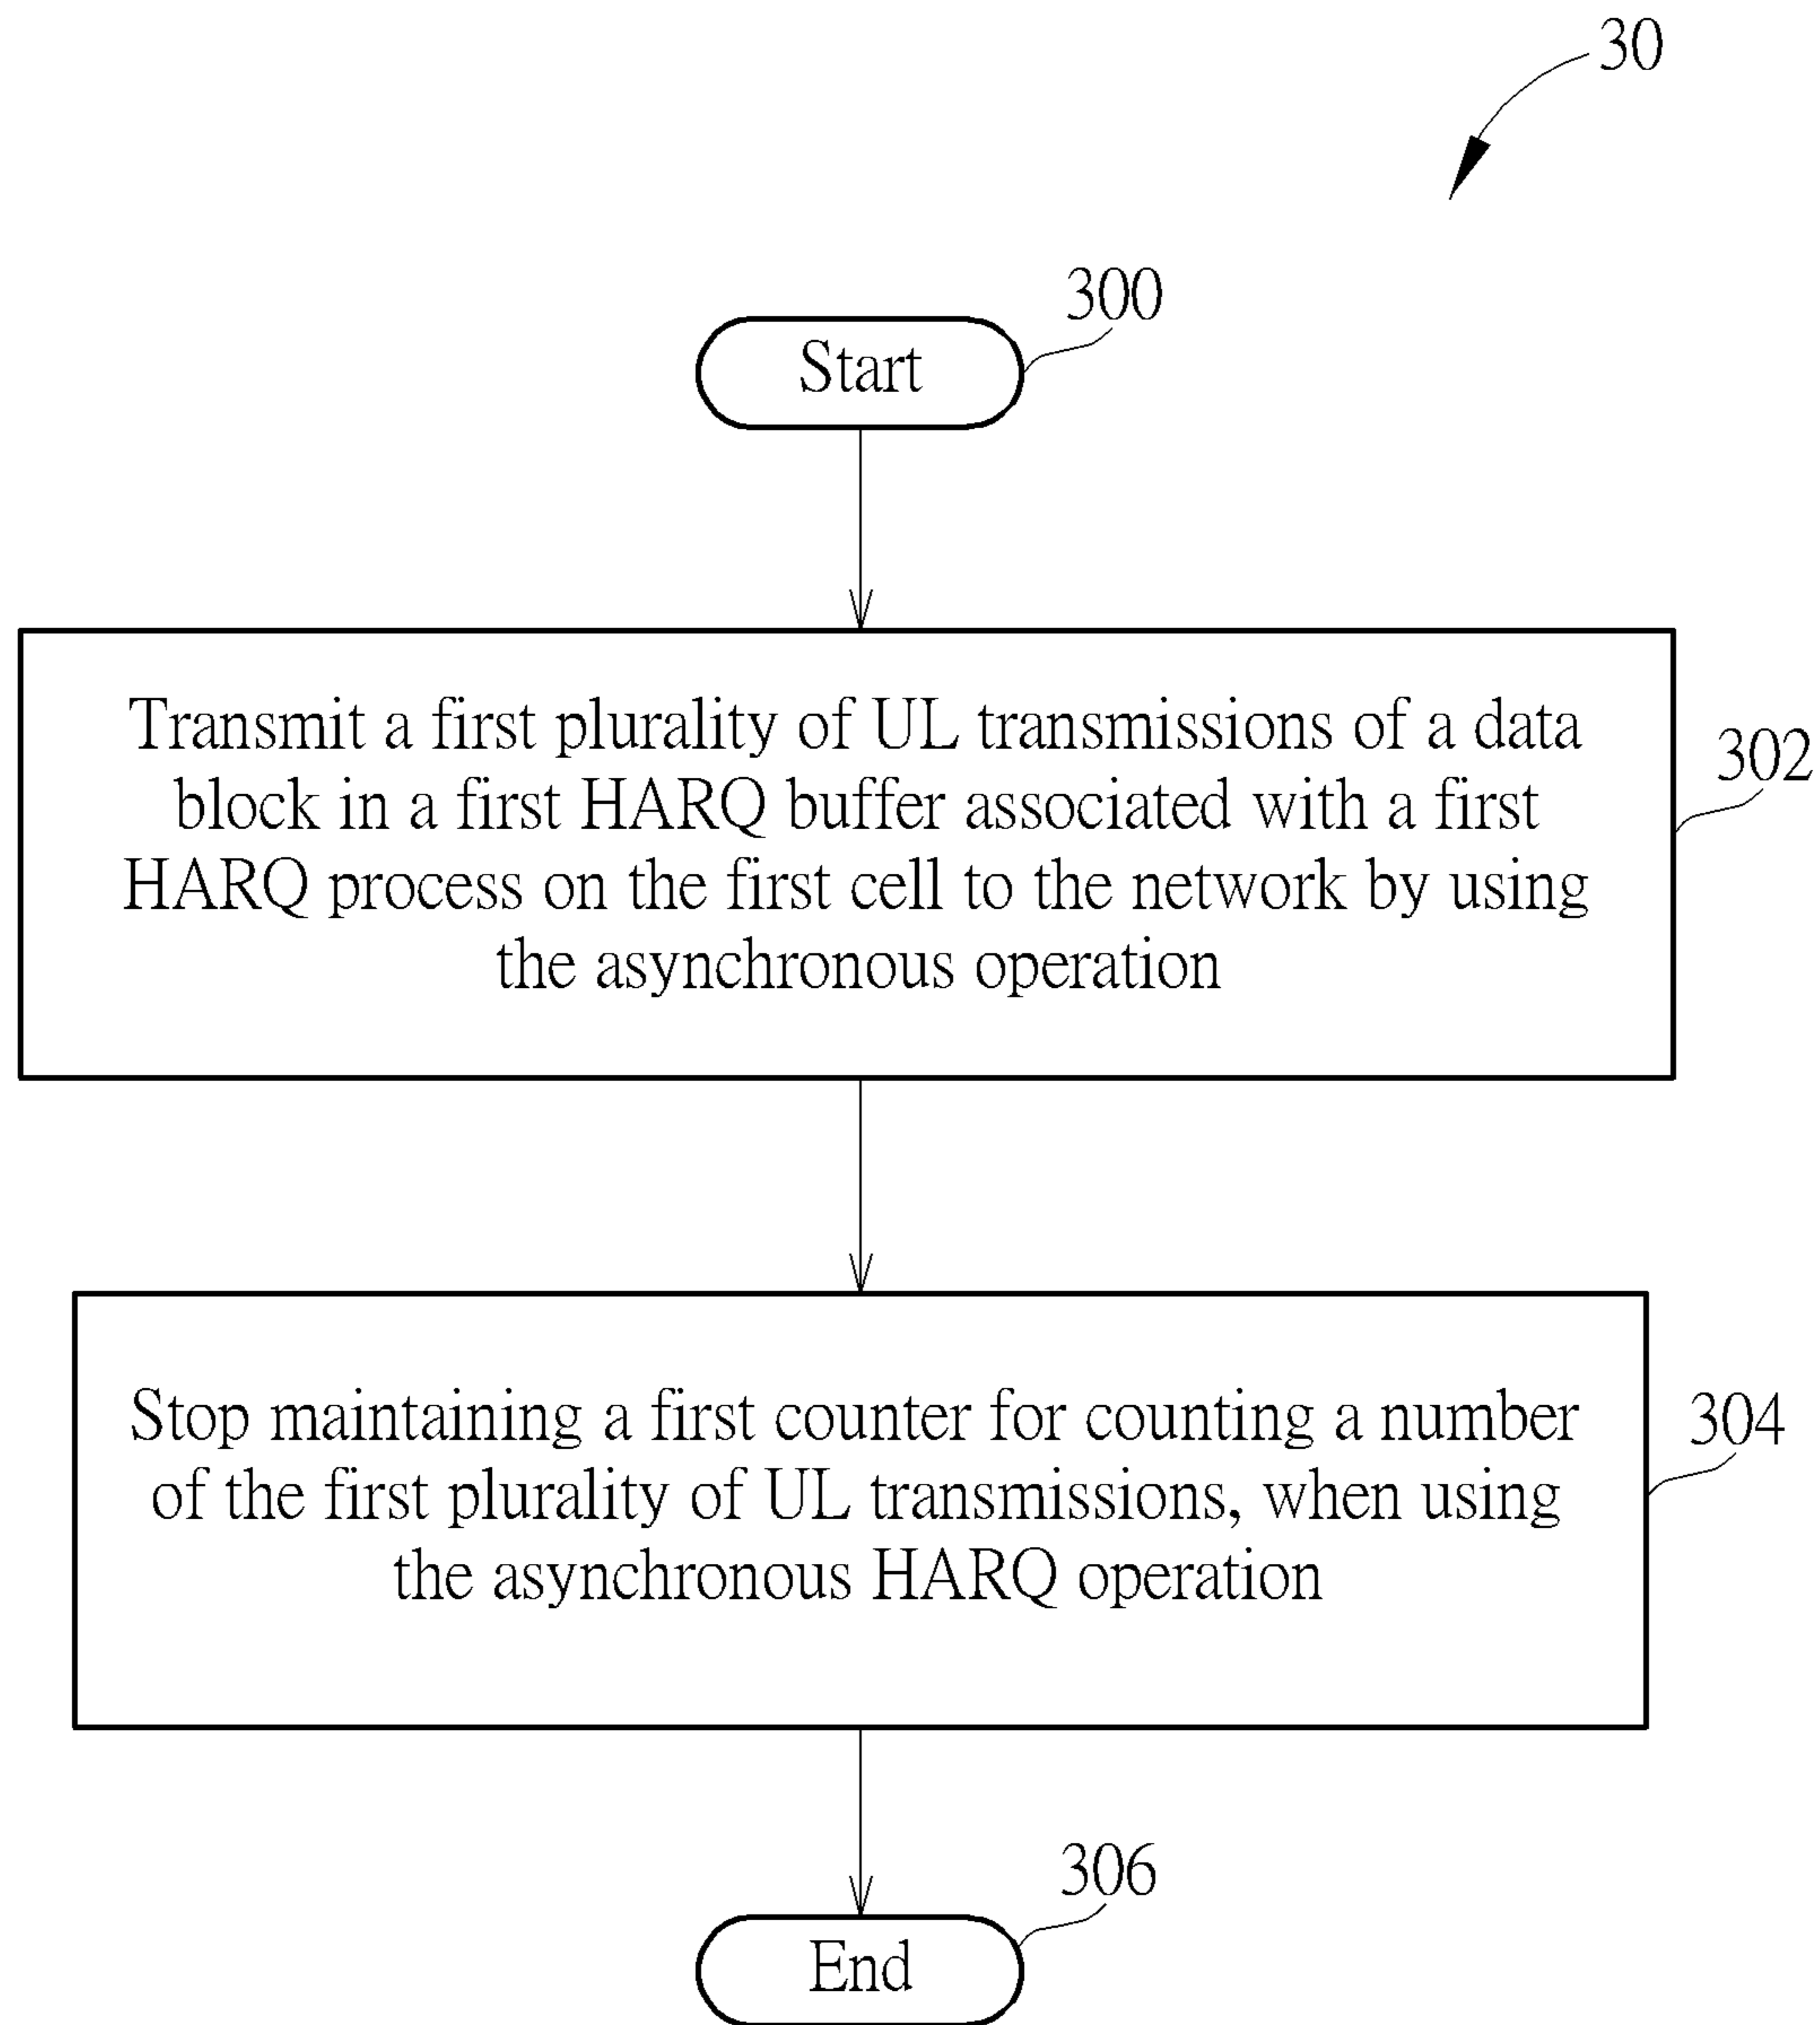 30
300
Start
Transmit a first plurality of UL transmissions of a data
block in a first HARQ buffer associated with a first
HARQ process on the first cell to the network by using
the asynchronous operation
302
Stop maintaining a first counter for counting a number
of the first plurality of UL transmissions, when using
the asynchronous HARQ operation
304
306
End